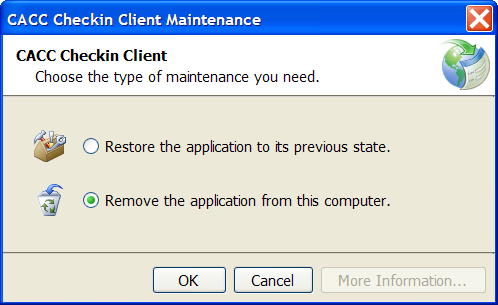 CACC Checkin Client Maintenance
CACC Checkin Client
Choose the type of maintenance you need.
Restore the application to its previous state.
Remove the application from this computer.
OK Cancel More Information...